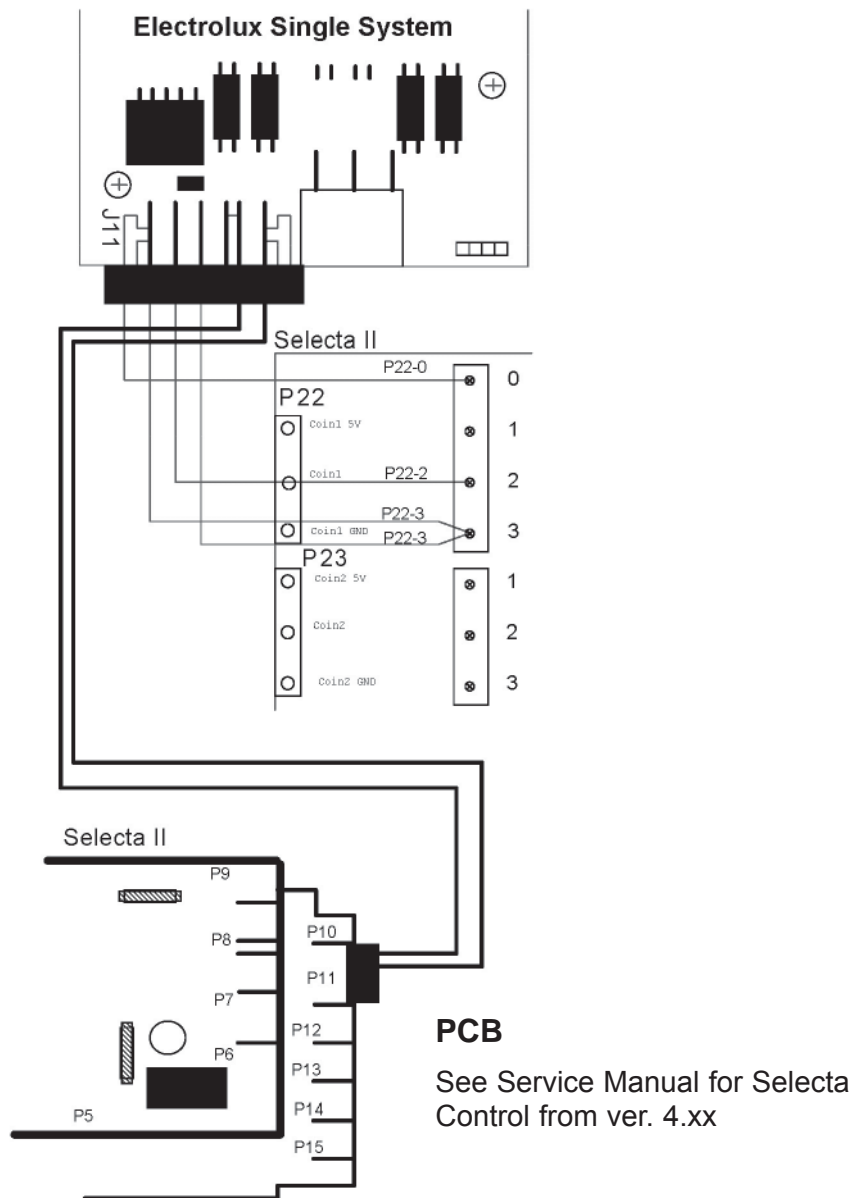 Electrolux Single System
J11
Selecta II
P22-0
0
P22
Coin1 5V
1
Coin1
P22-2
2
P22-3
Coin1 GND
P22-3
3
P23
Coin2 5V
1
Coin2
2
Coin2 GND
3
Selecta II
P9
P8
P10
P11
P7
P12
P6
P13
P5
P14
P15
PCB
See Service Manual for Selecta
Control from ver. 4.xx